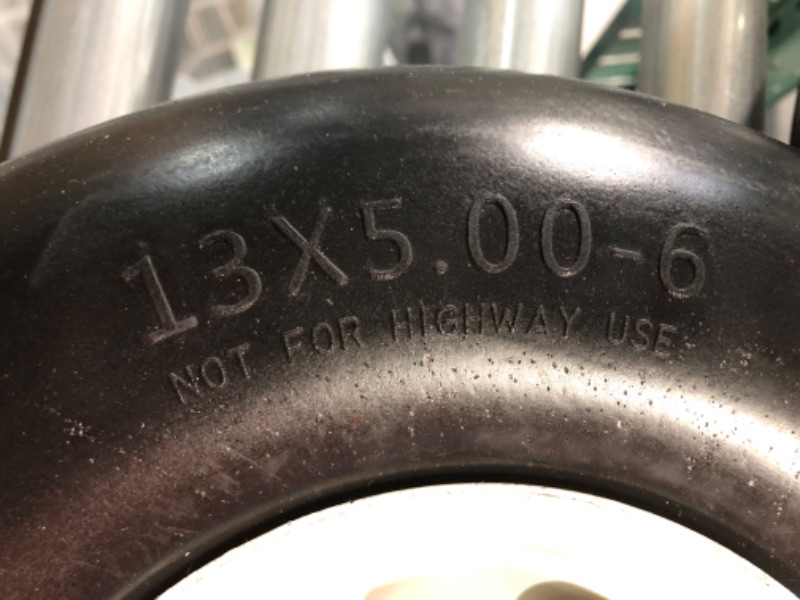 13X5.00-6
NOT FOR HIGHWAY USE